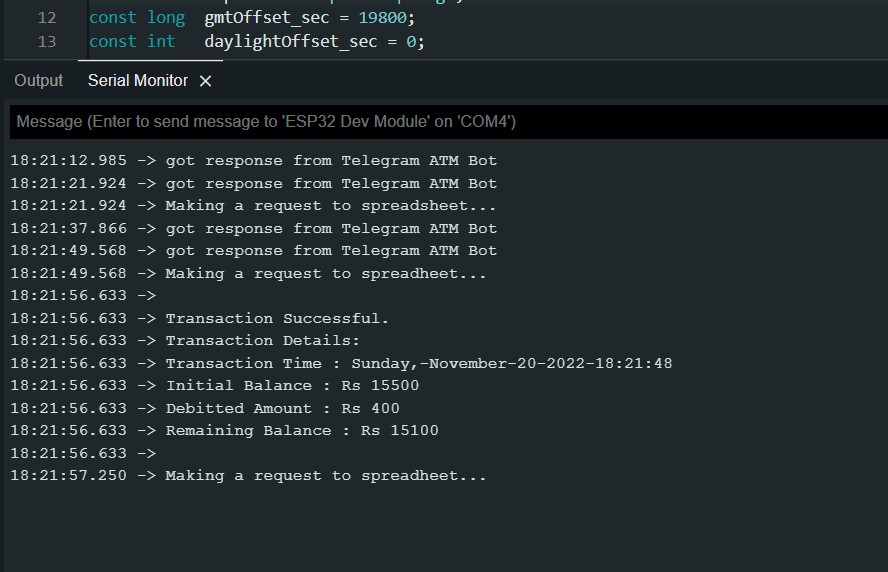 12 const long gmtOffset_sec = 19800;
13 const int daylightOffset_sec = 0;
Output Serial Monitor ×
Message (Enter to send message to 'ESP32 Dev Module' on 'COM4')
18:21:12.985 -> got response from Telegram ATM Bot
18:21:21.924 -> got response from Telegram ATM Bot
18:21:21.924 -> Making a request to spreadsheet...
18:21:37.866 -> got response from Telegram ATM Bot
18:21:49.568 -> got response from Telegram ATM Bot
18:21:49.568 -> Making a request to spreadheet...
18:21:56.633 ->
18:21:56.633 -> Transaction Successful.
18:21:56.633 -> Transaction Details:
18:21:56.633 -> Transaction Time : Sunday,-November-20-2022-18:21:48
18:21:56.633 -> Initial Balance : Rs 15500
18:21:56.633 -> Debitted Amount : Rs 400
18:21:56.633 -> Remaining Balance : Rs 15100
18:21:56.633 ->
18:21:57.250 -> Making a request to spreadheet...